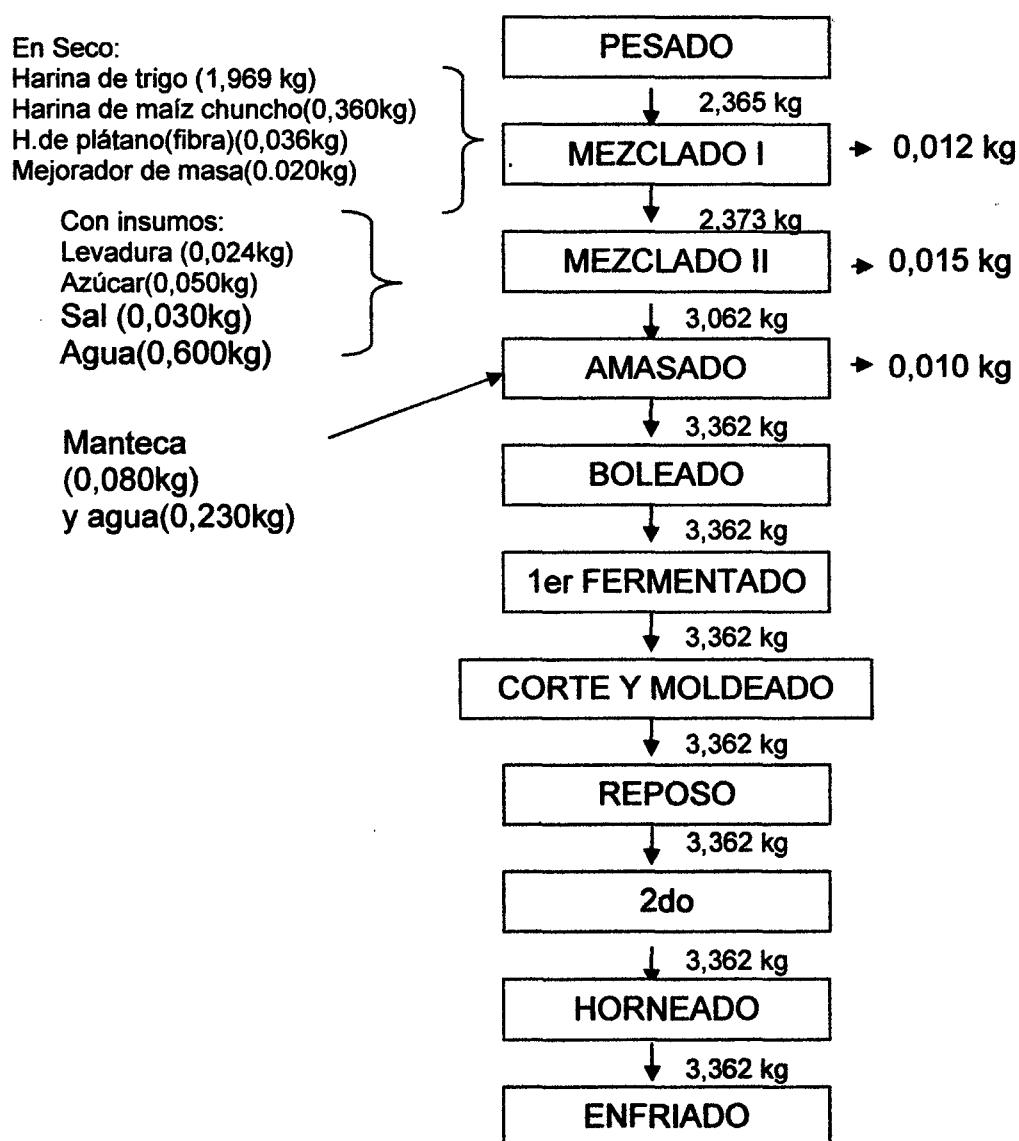 PESADO
En Seco:
Harina de trigo (1,969 kg)
Harina de maíz chuncho(0,360kg)
H.de plátano(fibra)(0,036kg)
Mejorador de masa(0.020kg)
2,365 kg
MEZCLADO I
0,012 kg
2,373 kg
Con insumos:
Levadura (0,024kg)
Azúcar(0,050kg)
Sal (0,030kg)
Agua(0,600kg)
MEZCLADO II
0,015 kg
3,062 kg
AMASADO
0,010 kg
Manteca
(0,080kg)
y agua(0,230kg)
3,362 kg
BOLEADO
3,362 kg
1er FERMENTADO
3,362 kg
CORTE Y MOLDEADO
3,362 kg
REPOSO
3,362 kg
2do
3,362 kg
HORNEADO
3,362 kg
ENFRIADO